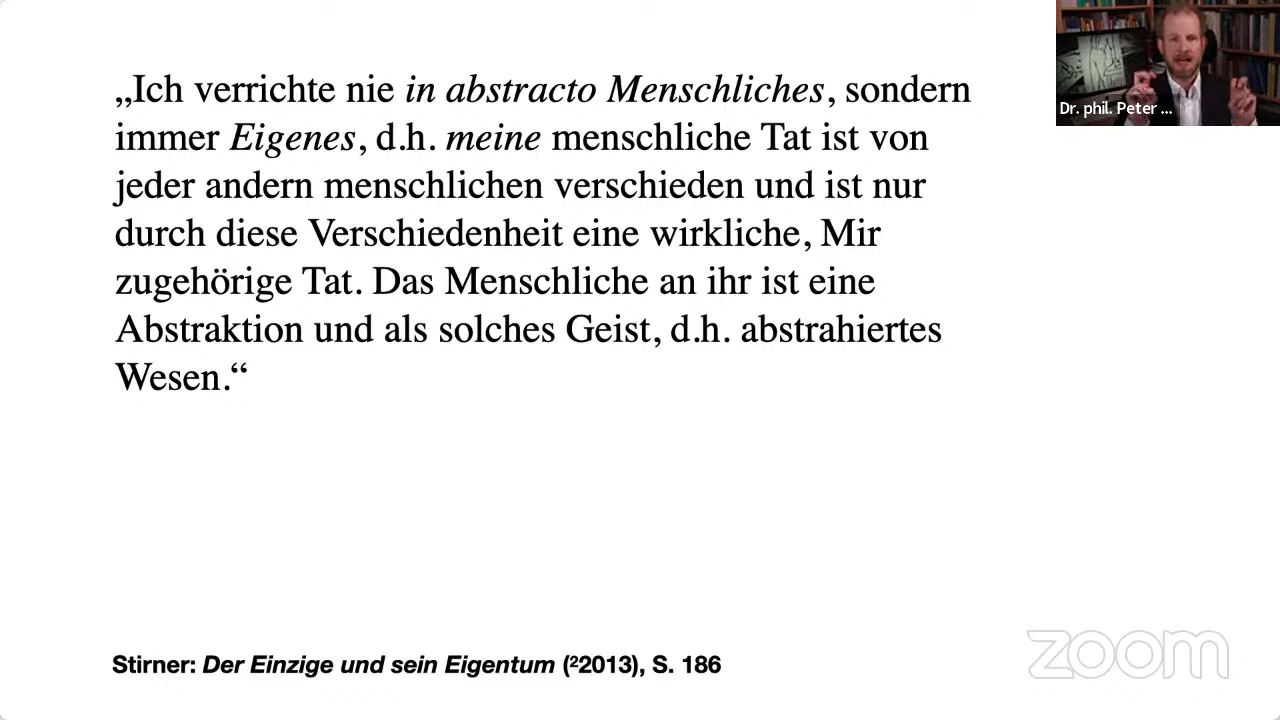 „Ich verrichte nie in abstracto Menschliches, sondern
immer Eigenes, d.h. meine menschliche Tat ist von
jeder andern menschlichen verschieden und ist nur
durch diese Verschiedenheit eine wirkliche, Mir
zugehörige Tat. Das Menschliche an ihr ist eine
Abstraktion und als solches Geist, d.h. abstrahiertes
Wesen.“
Stirner: Der Einzige und sein Eigentum (²2013), S. 186
Dr. phil. Peter ...
zoom